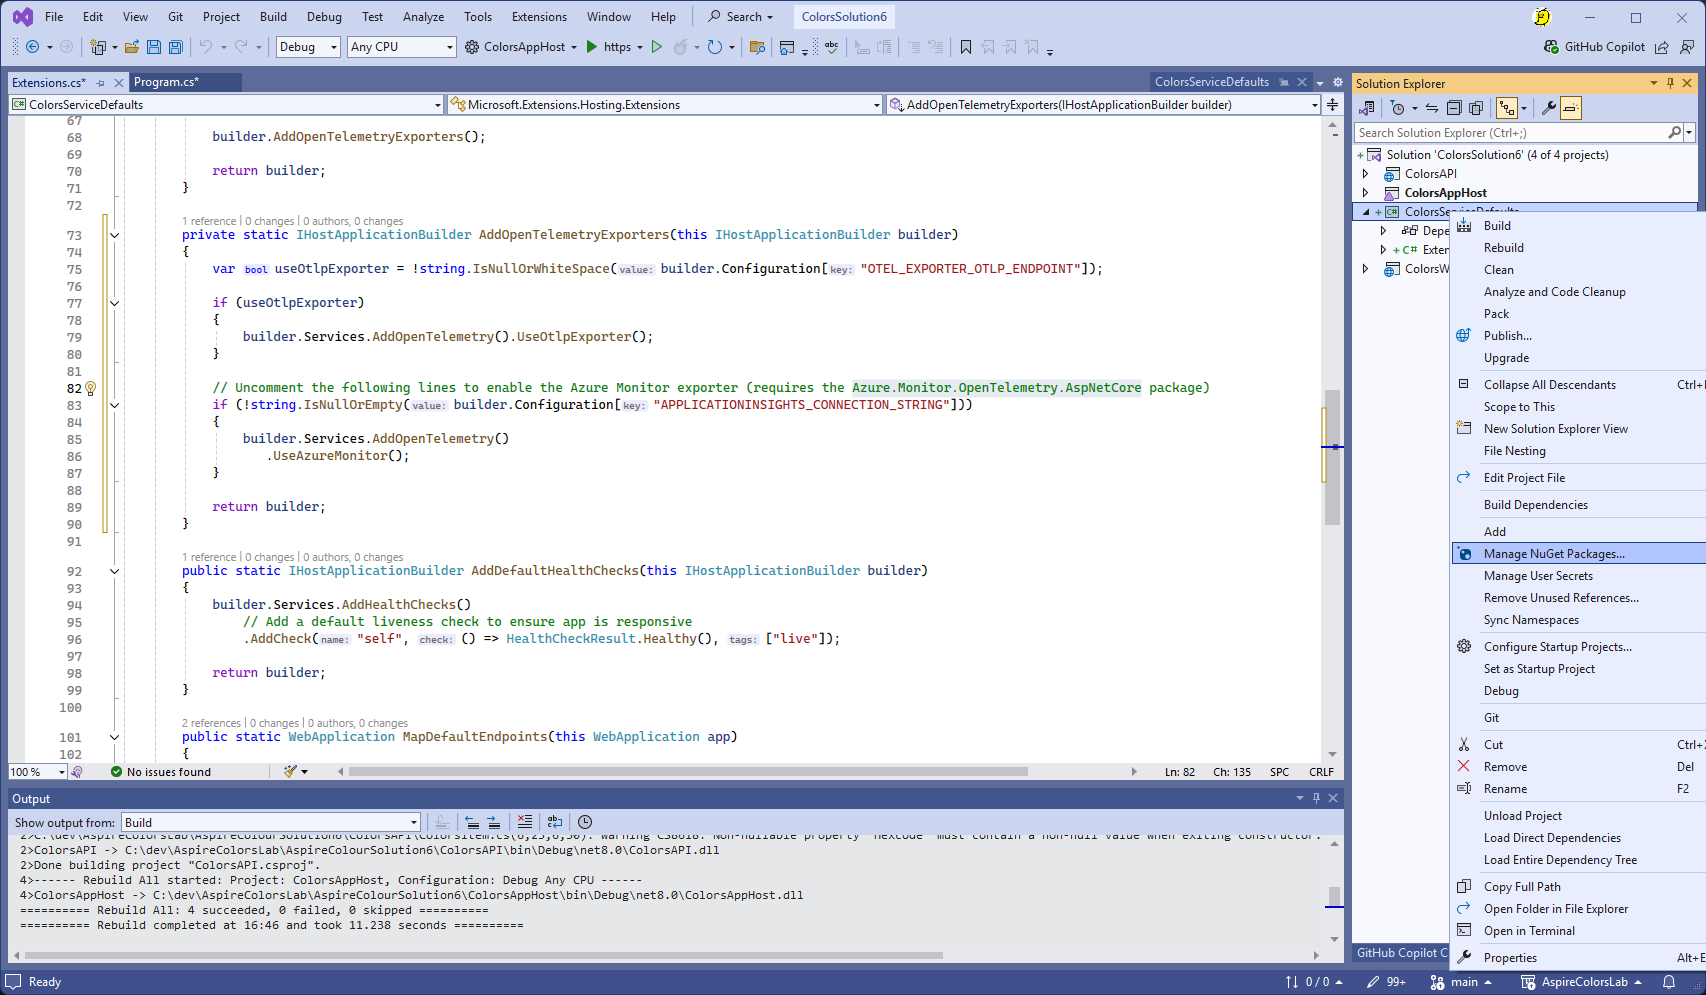 File Edit View Git Project Build Debug Test Analyze Tools Extensions Window Help Search ColorsSolution6
Debug Any CPU ColorsAppHost https GitHub Copilot
Extensions.cs* Program.cs* ColorsServiceDefaults
ColorsServiceDefaults Microsoft.Extensions.Hosting.Extensions AddOpenTelemetryExporters(IHostApplicationBuilder builder)
67
68 builder.AddOpenTelemetryExporters();
69
70 return builder;
71 }
72
1 reference | 0 changes | 0 authors, 0 changes
73 private static IHostApplicationBuilder AddOpenTelemetryExporters(this IHostApplicationBuilder builder)
74 {
75 var bool useOtlpExporter = !string.IsNullOrWhiteSpace(value: builder.Configuration[key: "OTEL_EXPORTER_OTLP_ENDPOINT"]);
76
77 if (useOtlpExporter)
78 {
79 builder.Services.AddOpenTelemetry().UseOtlpExporter();
80 }
81
82 // Uncomment the following lines to enable the Azure Monitor exporter (requires the Azure.Monitor.OpenTelemetry.AspNetCore package)
83 if (!string.IsNullOrEmpty(value: builder.Configuration[key: "APPLICATIONINSIGHTS_CONNECTION_STRING"]))
84 {
85 builder.Services.AddOpenTelemetry()
86 .UseAzureMonitor();
87 }
88
89 return builder;
90 }
91
1 reference | 0 changes | 0 authors, 0 changes
92 public static IHostApplicationBuilder AddDefaultHealthChecks(this IHostApplicationBuilder builder)
93 {
94 builder.Services.AddHealthChecks()
95 // Add a default liveness check to ensure app is responsive
96 .AddCheck(name: "self", check: () => HealthCheckResult.Healthy(), tags: ["live"]);
97
98 return builder;
99 }
100
2 references | 0 changes | 0 authors, 0 changes
101 public static WebApplication MapDefaultEndpoints(this WebApplication app)
102 {
100 % No issues found Ln: 82 Ch: 135 SPC CRLF
Output
Show output from: Build
2>C:\dev\AspireColorsLab\AspireColourSolution6\ColorsAPI\ColorsItem.cs(6,23,6,30): warning CS8618: Non-nullable property 'HexCode' must contain a non-null value when exiting constructor.
2>ColorsAPI -> C:\dev\AspireColorsLab\AspireColourSolution6\ColorsAPI\bin\Debug\net8.0\ColorsAPI.dll
2>Done building project "ColorsAPI.csproj".
4>------ Rebuild All started: Project: ColorsAppHost, Configuration: Debug Any CPU ------
4>ColorsAppHost -> C:\dev\AspireColorsLab\AspireColourSolution6\ColorsAppHost\bin\Debug\net8.0\ColorsAppHost.dll
========== Rebuild All: 4 succeeded, 0 failed, 0 skipped ==========
========== Rebuild completed at 16:46 and took 11.238 seconds ==========
Solution Explorer
Search Solution Explorer (Ctrl+;)
Solution 'ColorsSolution6' (4 of 4 projects)
ColorsAPI
ColorsAppHost
ColorsServiceDefaults
Depe
C# Exten
ColorsW
GitHub Copilot C
Build
Rebuild
Clean
Analyze and Code Cleanup
Pack
Publish...
Upgrade
Collapse All Descendants Ctrl+
Scope to This
New Solution Explorer View
File Nesting
Edit Project File
Build Dependencies
Add
Manage NuGet Packages...
Manage User Secrets
Remove Unused References...
Sync Namespaces
Configure Startup Projects...
Set as Startup Project
Debug
Git
Cut Ctrl+X
Remove Del
Rename F2
Unload Project
Load Direct Dependencies
Load Entire Dependency Tree
Copy Full Path
Open Folder in File Explorer
Open in Terminal
Properties Alt+E
Ready 0 / 0 99+ main AspireColorsLab